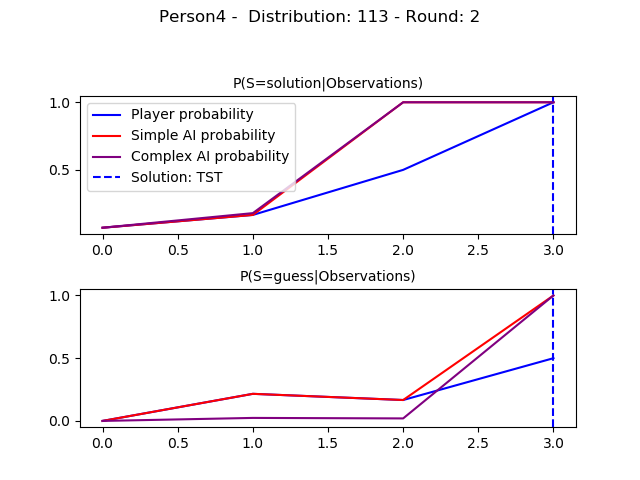 Person4 -  Distribution: 113 - Round: 2
P(S=solution|Observations)
1.0
0.5
Player probability
Simple AI probability
Complex AI probability
Solution: TST
0.0 0.5 1.0 1.5 2.0 2.5 3.0
P(S=guess|Observations)
1.0
0.5
0.0
0.0 0.5 1.0 1.5 2.0 2.5 3.0